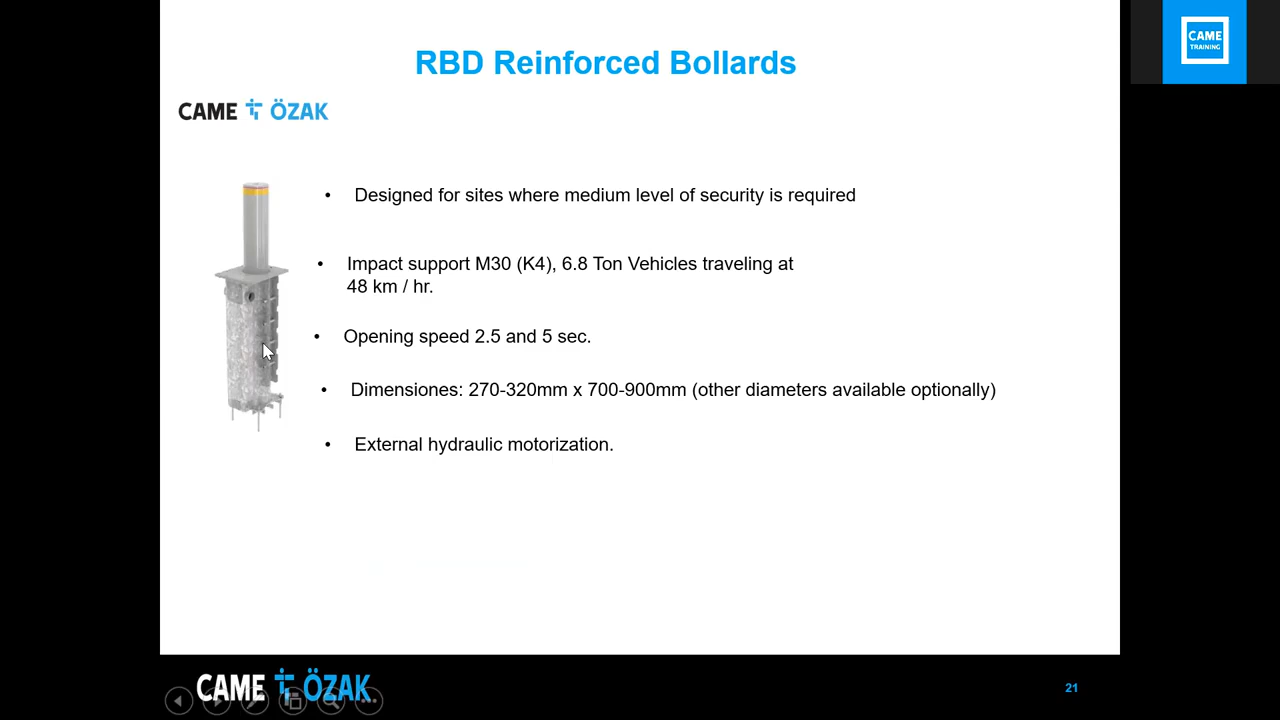 RBD Reinforced Bollards
CAME
TRAINING
CAME ÖZAK
• Designed for sites where medium level of security is required
• Impact support M30 (K4), 6.8 Ton Vehicles traveling at
48 km / hr.
• Opening speed 2.5 and 5 sec.
• Dimensiones: 270-320mm x 700-900mm (other diameters available optionally)
• External hydraulic motorization.
CAME ÖZAK
21